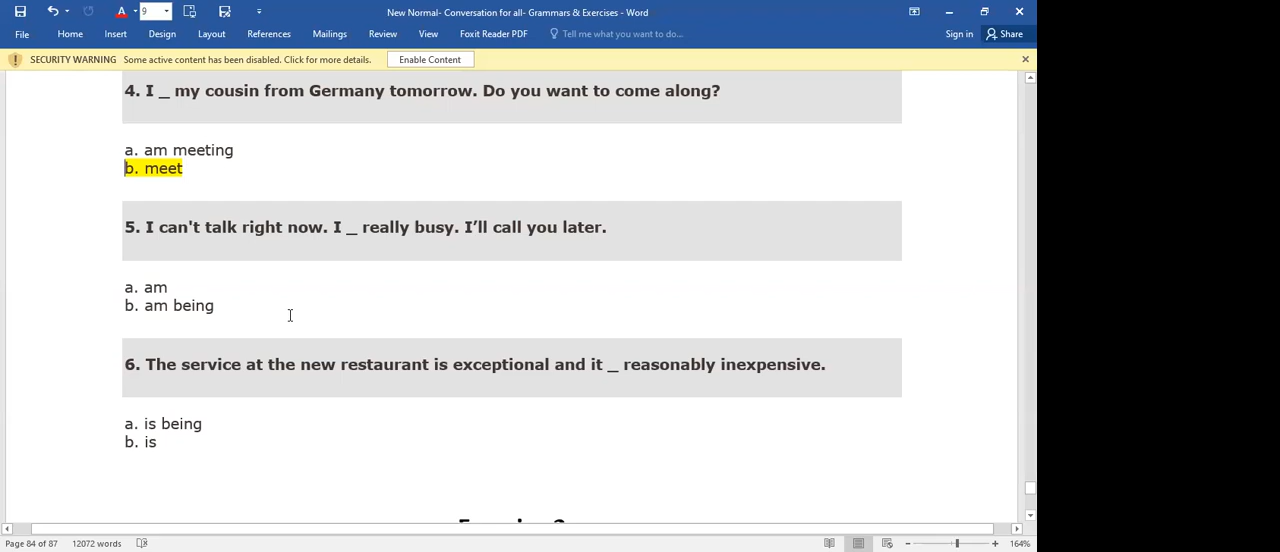 9
New Normal- Conversation for all- Grammars & Exercises - Word
File Home Insert Design Layout References Mailings Review View Foxit Reader PDF Tell me what you want to do... Sign in Share
SECURITY WARNING Some active content has been disabled. Click for more details. Enable Content
4. I _ my cousin from Germany tomorrow. Do you want to come along?
a. am meeting
b. meet
5. I can't talk right now. I _ really busy. I’ll call you later.
a. am
b. am being
6. The service at the new restaurant is exceptional and it _ reasonably inexpensive.
a. is being
b. is
Page 84 of 87 12072 words 164%